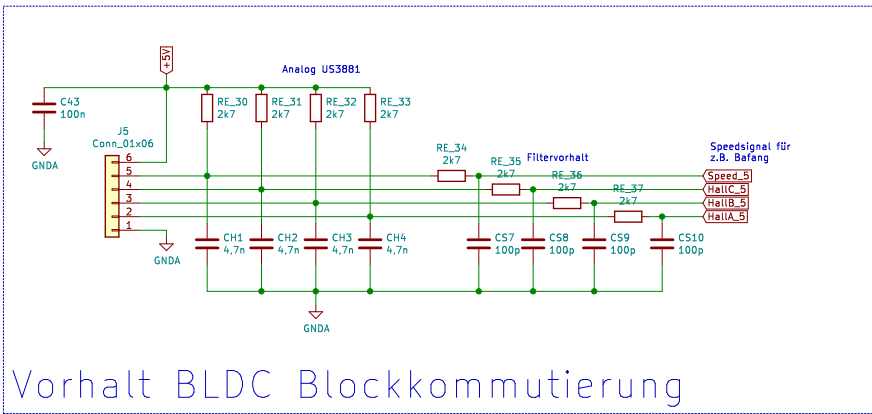 +5V
Analog US3881
C43
100n
RE_30
2k7
RE_31
2k7
RE_32
2k7
RE_33
2k7
J5
Conn_01x06
GNDA
6
5
4
3
2
1
RE_34
2k7
RE_35
2k7
Filtervorhalt
RE_36
2k7
RE_37
2k7
Speedsignal für
z.B. Bafang
Speed_5
HallC_5
HallB_5
HallA_5
GNDA
CH1
4,7n
CH2
4,7n
CH3
4,7n
CH4
4,7n
CS7
100p
CS8
100p
CS9
100p
CS10
100p
GNDA
Vorhalt BLDC Blockkommutierung